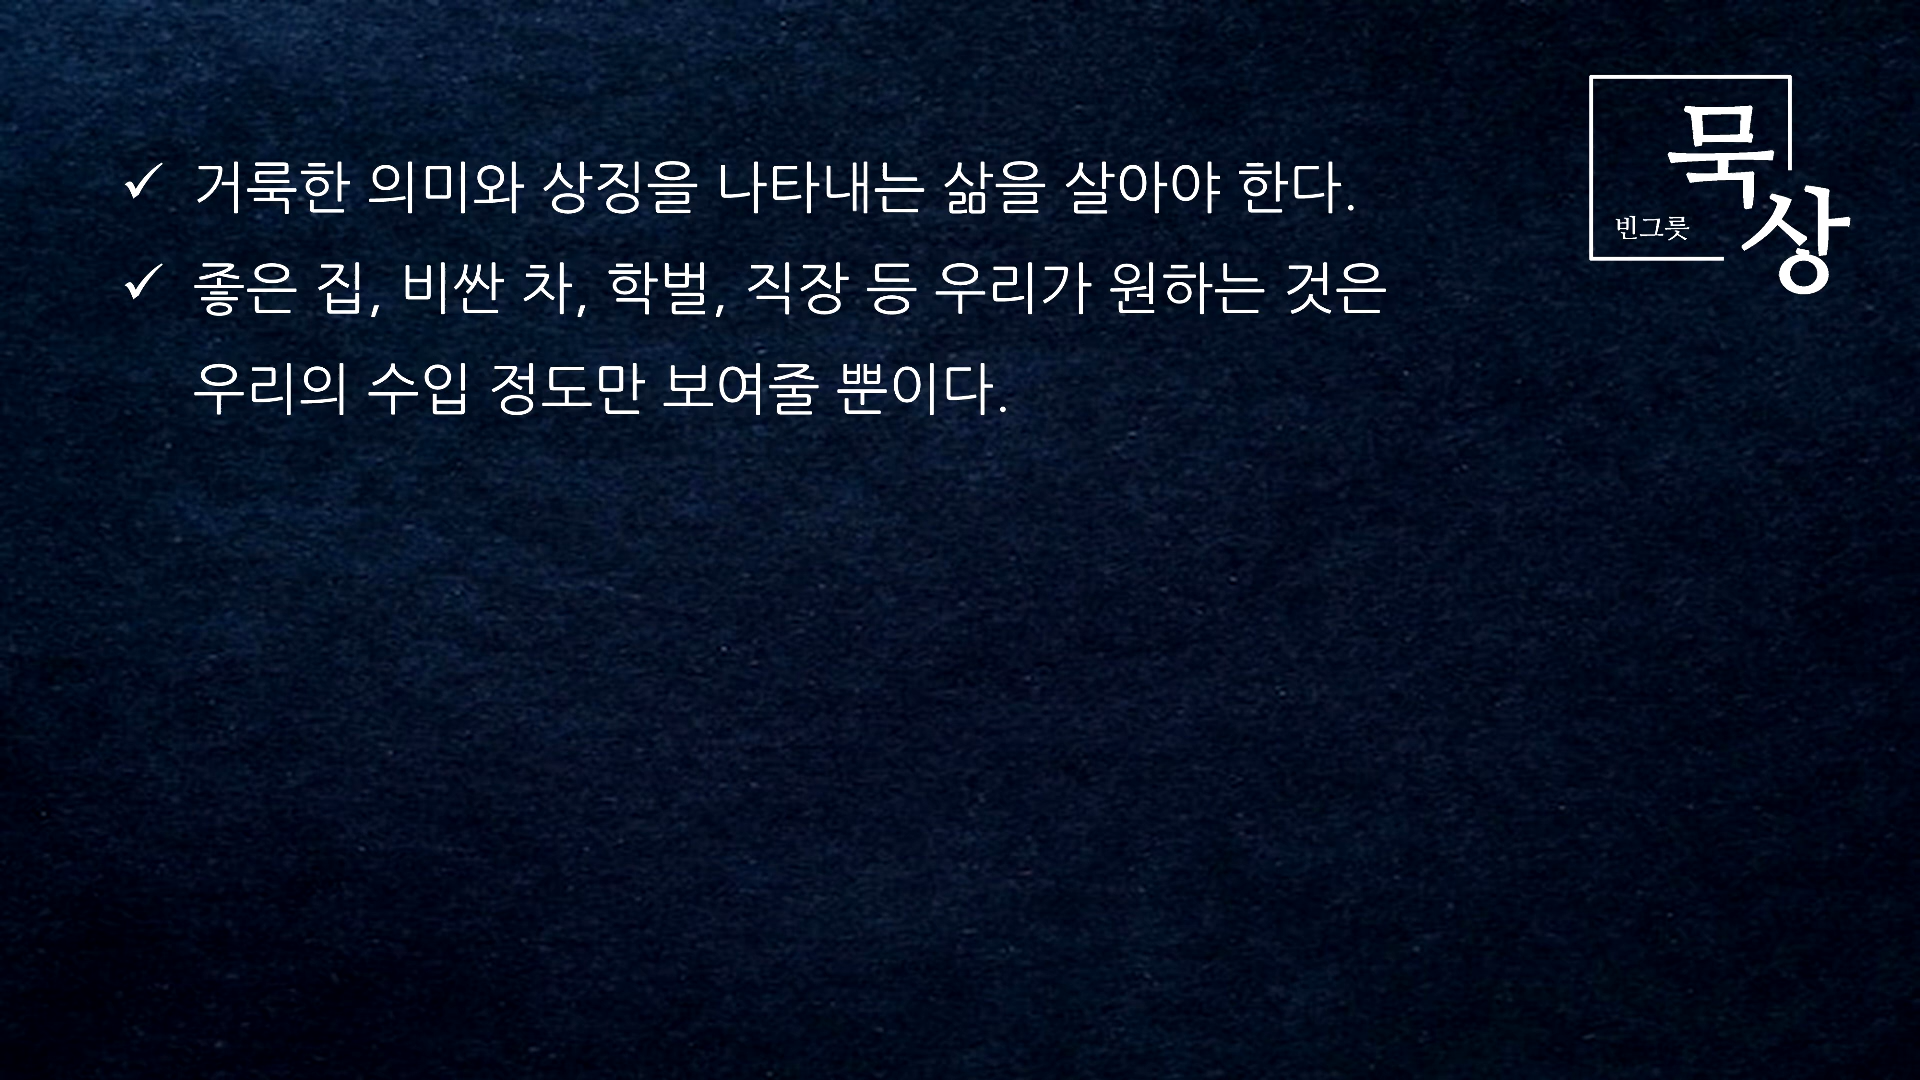 ✓ 거룩한 의미와 상징을 나타내는 삶을 살아야 한다.
✓ 좋은 집, 비싼 차, 학벌, 직장 등 우리가 원하는 것은
우리의 수입 정도만 보여줄 뿐이다.
묵상
빈그릇